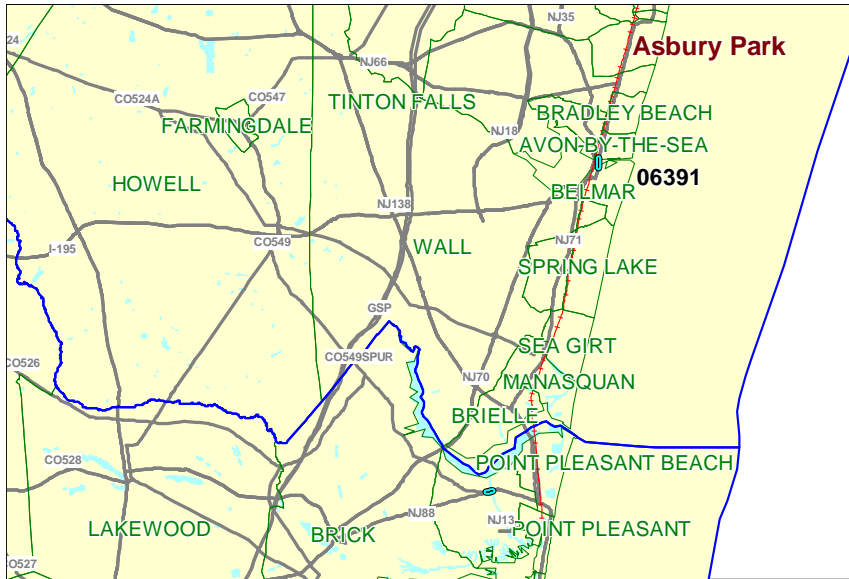 NJ35
Asbury Park
24
NJ66
CO524A
CO547
TINTON FALLS
BRADLEY BEACH
FARMINGDALE
NJ18
AVON-BY-THE-SEA
06391
HOWELL
BELMAR
NJ138
I-195
CO549
WALL
NJ71
SPRING LAKE
GSP
SEA GIRT
CO549SPUR
CO526
NJ70
MANASQUAN
BRIELLE
CO528
POINT PLEASANT BEACH
NJ88
NJ13
LAKEWOOD
BRICK
POINT PLEASANT
CO527